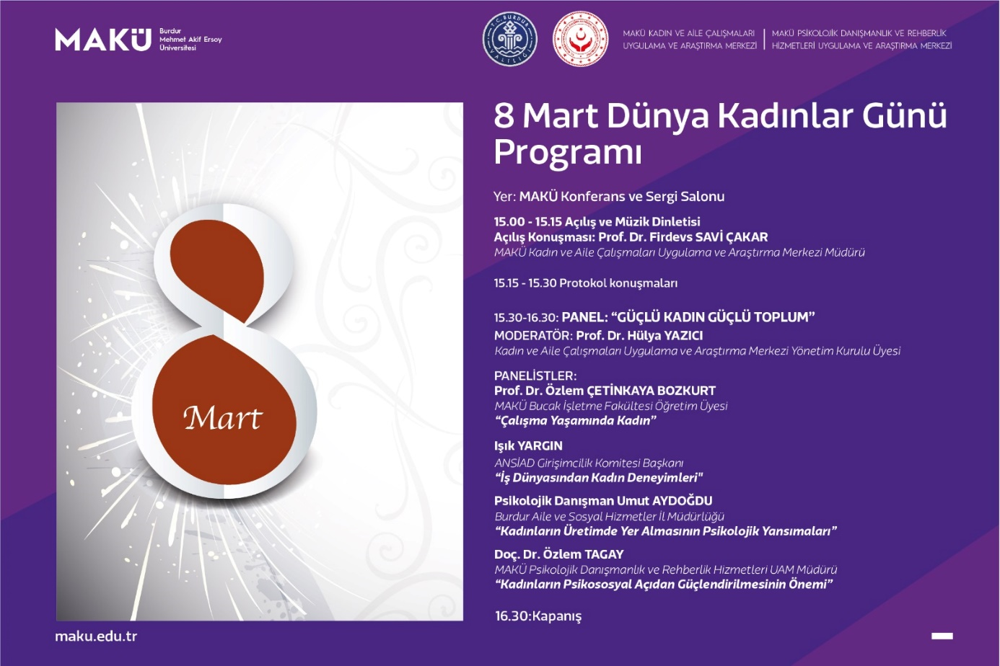 MAKÜ
Burdur
Mehmet Akif Ersoy
Üniversitesi
T.C. BURDUR
VALİLİĞİ
MAKÜ KADIN VE AİLE ÇALIŞMALARI
UYGULAMA VE ARAŞTIRMA MERKEZİ
MAKÜ PSİKOLOJİK DANIŞMANLIK VE REHBERLİK
HİZMETLERİ UYGULAMA VE ARAŞTIRMA MERKEZİ
8 Mart Dünya Kadınlar Günü
Programı
Yer: MAKÜ Konferans ve Sergi Salonu
15.00 - 15.15 Açılış ve Müzik Dinletisi
Açılış Konuşması: Prof. Dr. Firdevs SAVİ ÇAKAR
MAKÜ Kadın ve Aile Çalışmaları Uygulama ve Araştırma Merkezi Müdürü
15.15 - 15.30 Protokol konuşmaları
15.30-16.30: PANEL: “GÜÇLÜ KADIN GÜÇLÜ TOPLUM”
MODERATÖR: Prof. Dr. Hülya YAZICI
Kadın ve Aile Çalışmaları Uygulama ve Araştırma Merkezi Yönetim Kurulu Üyesi
PANELİSTLER:
Prof. Dr. Özlem ÇETİNKAYA BOZKURT
MAKÜ Bucak İşletme Fakültesi Öğretim Üyesi
“Çalışma Yaşamında Kadın”
Işık YARGIN
ANSİAD Girişimcilik Komitesi Başkanı
“İş Dünyasından Kadın Deneyimleri"
Psikolojik Danışman Umut AYDOĞDU
Burdur Aile ve Sosyal Hizmetler İl Müdürlüğü
“Kadınların Üretimde Yer Almasının Psikolojik Yansımaları”
Doç. Dr. Özlem TAGAY
MAKÜ Psikolojik Danışmanlık ve Rehberlik Hizmetleri UAM Müdürü
“Kadınların Psikososyal Açıdan Güçlendirilmesinin Önemi”
16.30:Kapanış
8
Mart
maku.edu.tr